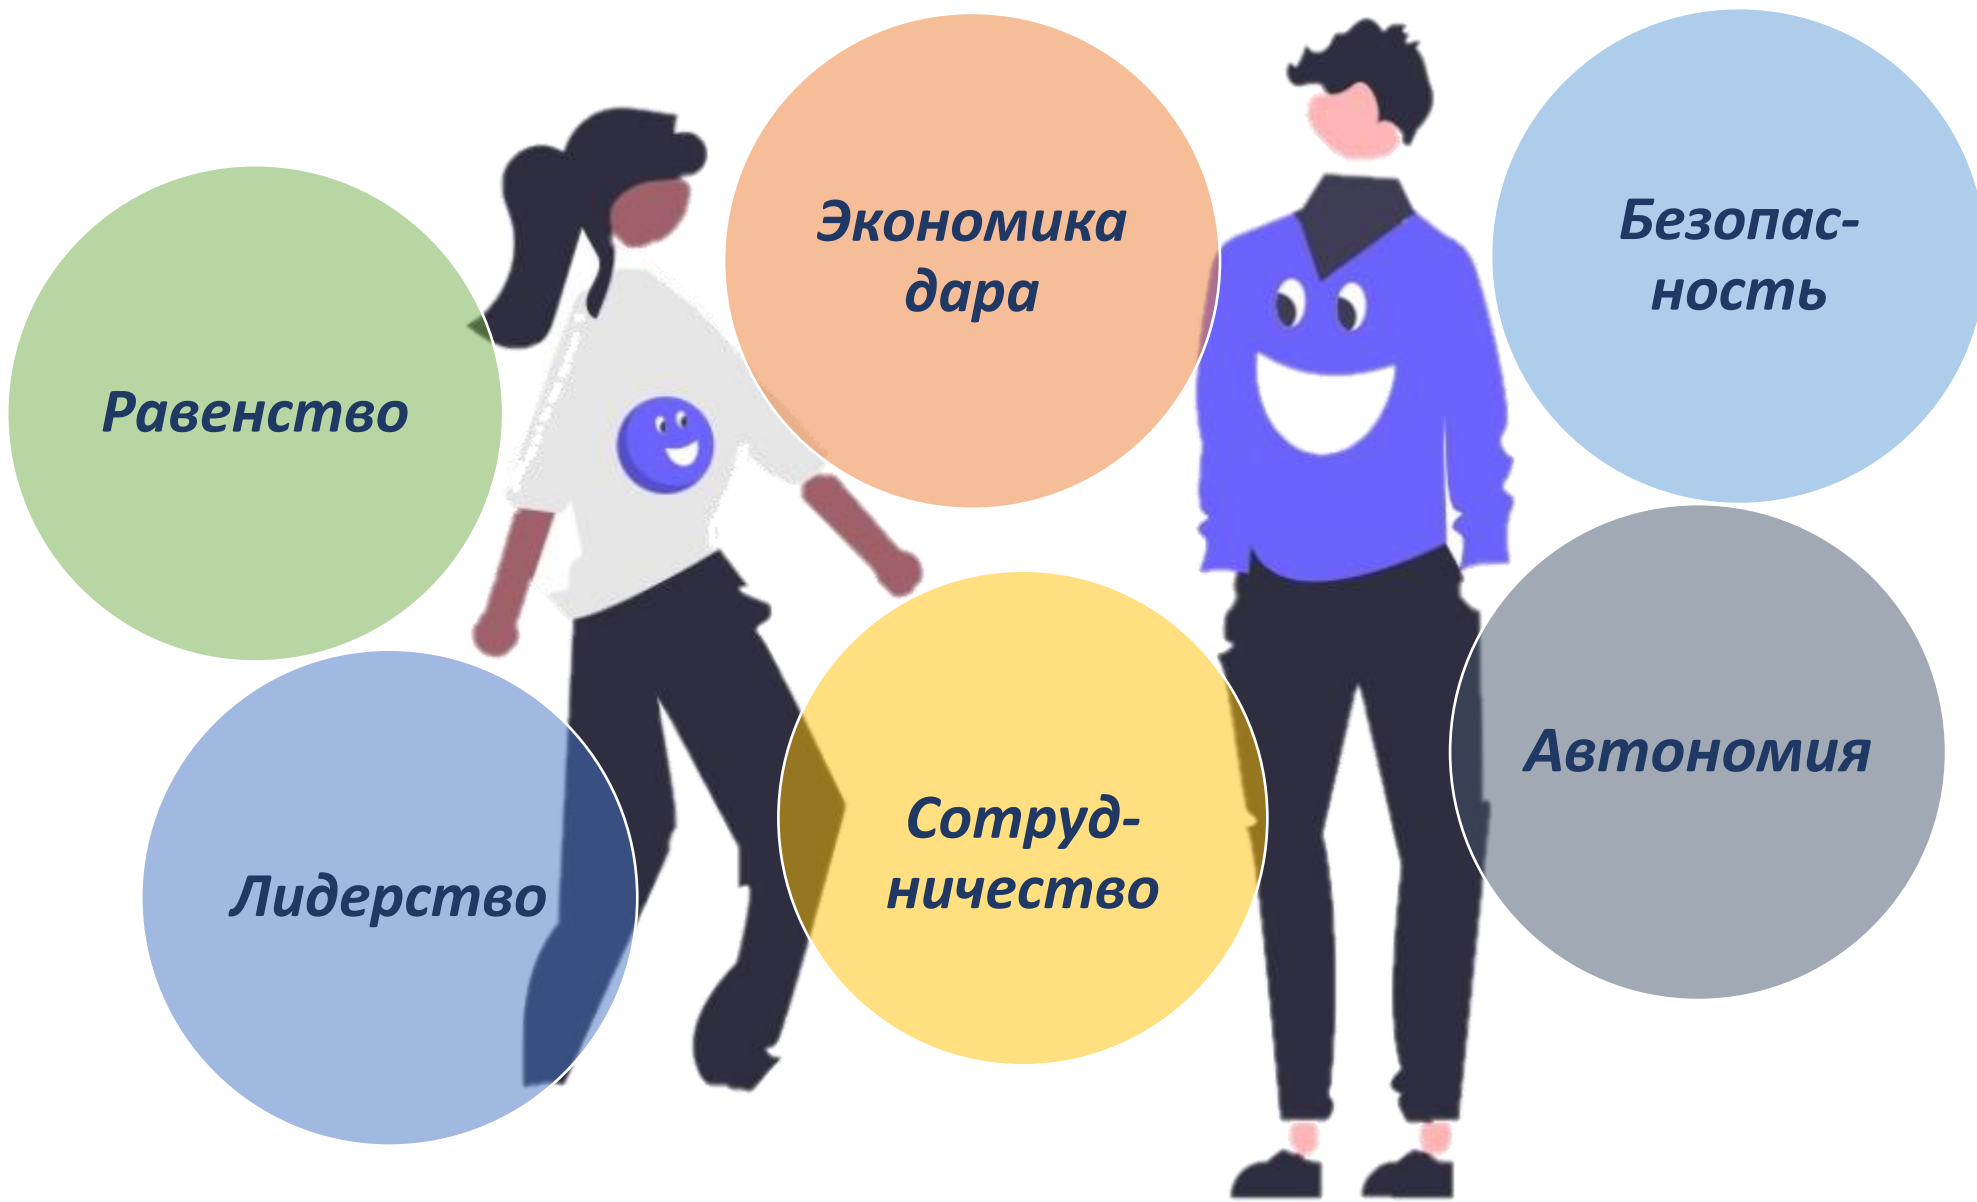 Равенство
Экономика
дара
Безопас-
ность
Лидерство
Сотруд-
ничество
Автономия